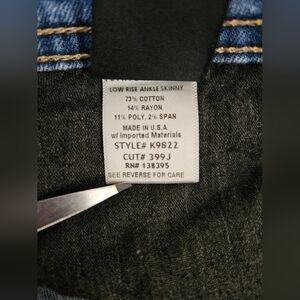 LOW RISE ANKLE SKINNY
73% COTTON
14% RAYON
11% POLY, 2% SPAN
MADE IN U.S.A
w/ Imported Materials
STYLE# K9822
CUT# 399J
RN# 138395
SEE REVERSE FOR CARE